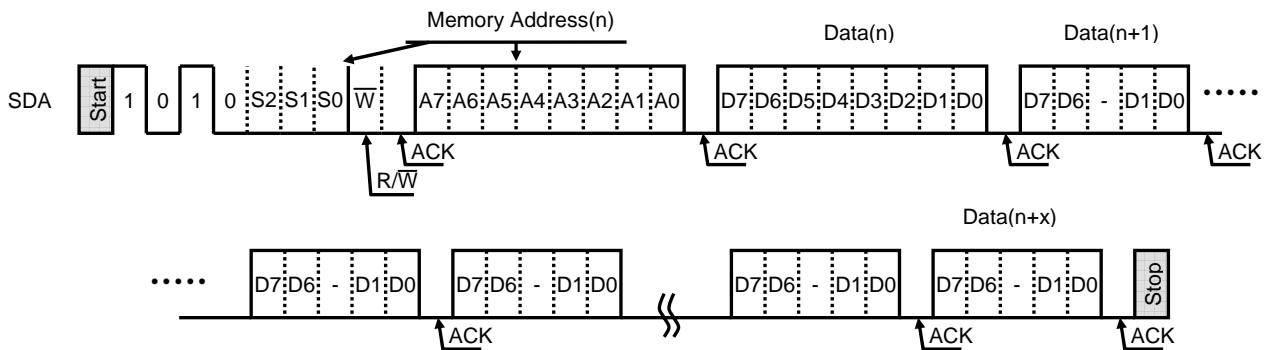 Memory Address(n)
Data(n)
Data(n+1)
SDA
Start
1 0 1 0 S2 S1 S0 W̅ A7 A6 A5 A4 A3 A2 A1 A0 D7 D6 D5 D4 D3 D2 D1 D0 D7 D6 - D1 D0 •••••
ACK ACK ACK ACK
R/W̅
Data(n+x)
••••• D7 D6 - D1 D0 D7 D6 - D1 D0 D7 D6 - D1 D0 D7 D6 - D1 D0 Stop
ACK ACK ACK